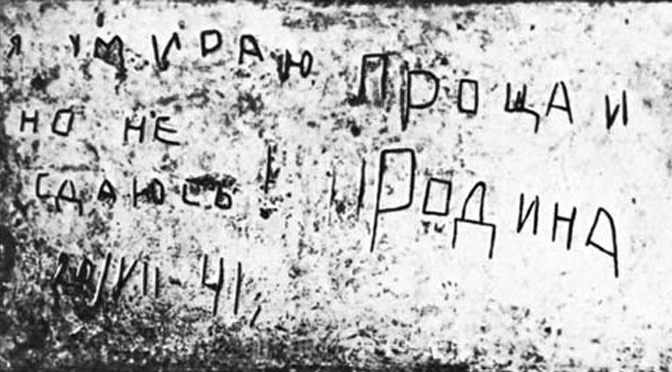 я умираю
но не
сдаюсь!
Прощаи
Родина
20/VII 41.